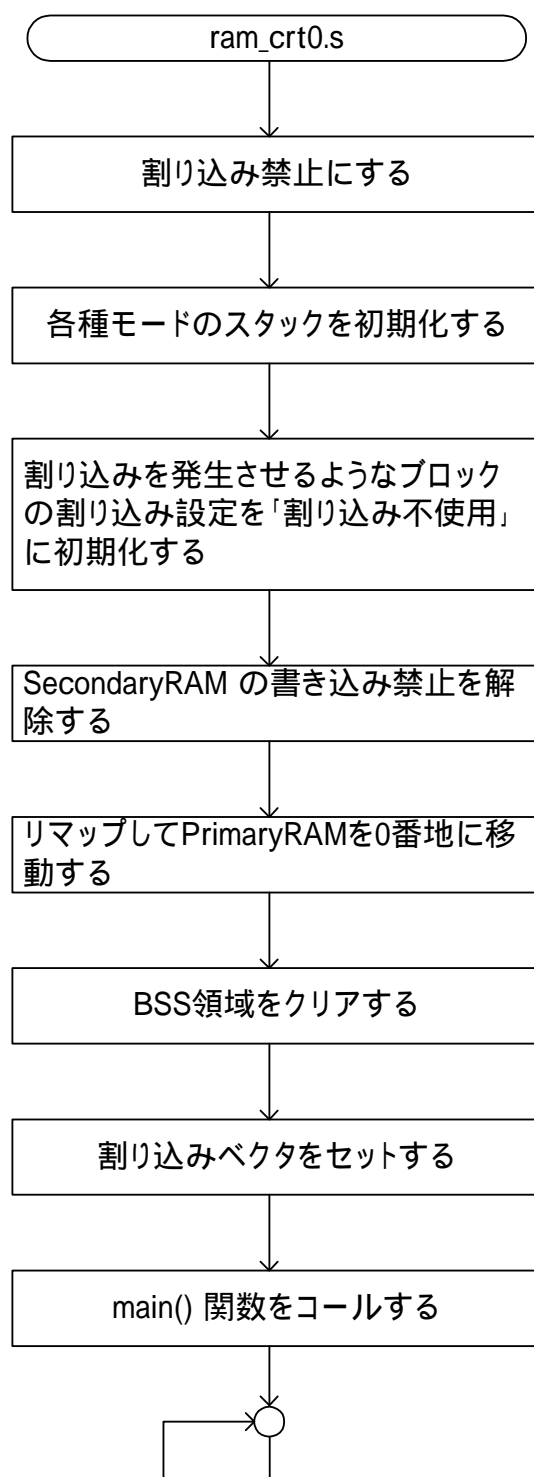 ram_crt0.s
割り込み禁止にする
各種モードのスタックを初期化する
割り込みを発生させるようなブロック
の割り込み設定を「割り込み不使用」
に初期化する
SecondaryRAM の書き込み禁止を解
除する
リマップしてPrimaryRAMを0番地に移
動する
BSS領域をクリアする
割り込みベクタをセットする
main() 関数をコールする